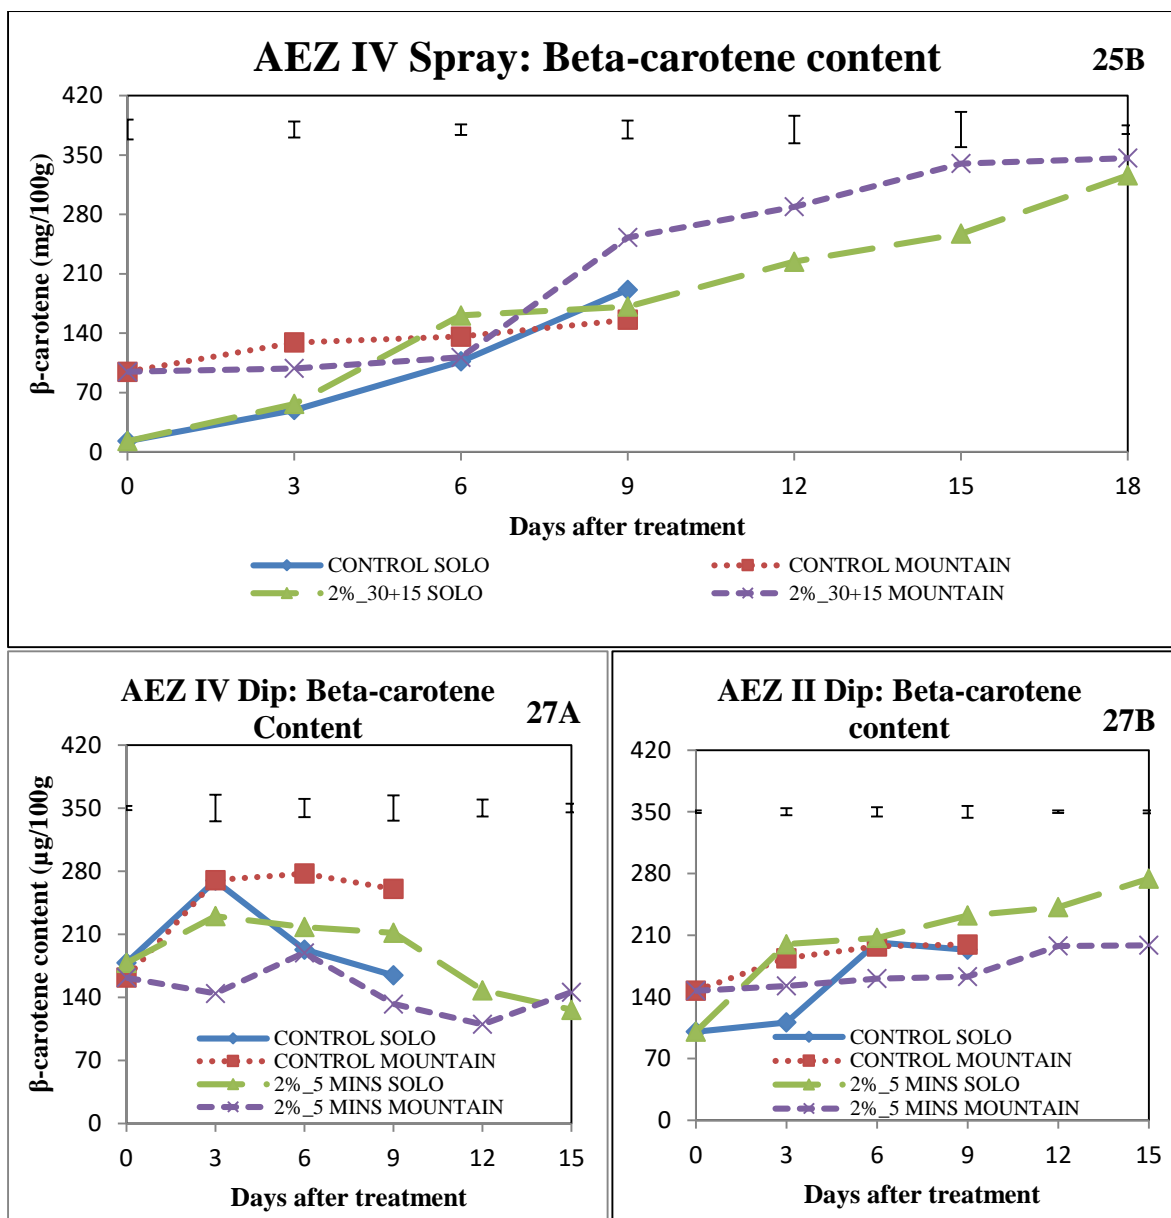 AEZ IV Spray: Beta-carotene content
25B
420
350
280
210
140
70
0
β-carotene (mg/100g)
0 3 6 9 12 15 18
Days after treatment
CONTROL SOLO
CONTROL MOUNTAIN
2%_30+15 SOLO
2%_30+15 MOUNTAIN
AEZ IV Dip: Beta-carotene
Content
27A
420
350
280
210
140
70
0
β-carotene content (µg/100g
CONTROL SOLO
CONTROL MOUNTAIN
2%_5 MINS SOLO
2%_5 MINS MOUNTAIN
0 3 6 9 12 15
Days after treatment
AEZ II Dip: Beta-carotene
content
27B
420
350
280
210
140
70
0
CONTROL SOLO
CONTROL MOUNTAIN
2%_5 MINS SOLO
2%_5 MINS MOUNTAIN
0 3 6 9 12 15
Days after treatment